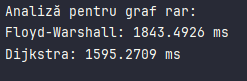 Analiză pentru graf rar:
Floyd-Warshall: 1843.4926 ms
Dijkstra: 1595.2709 ms